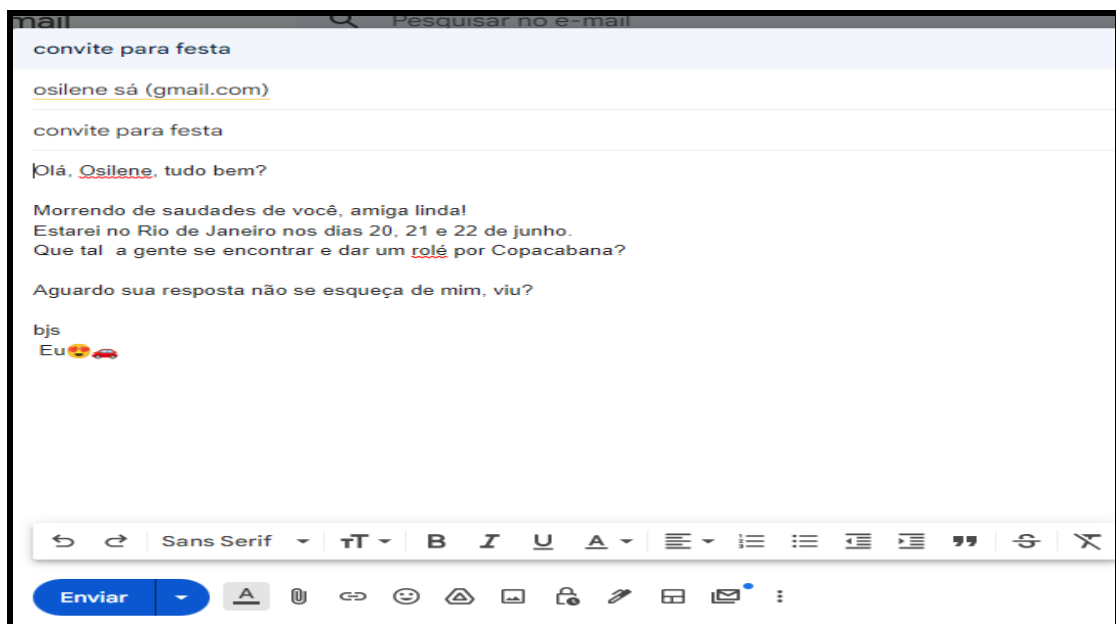 mail Pesquisar no e-mail
convite para festa
osilene sá (gmail.com)
convite para festa
Olá, Osilene, tudo bem?
Morrendo de saudades de você, amiga linda!
Estarei no Rio de Janeiro nos dias 20, 21 e 22 de junho.
Que tal  a gente se encontrar e dar um rolé por Copacabana?
Aguardo sua resposta não se esqueça de mim, viu?
bjs
Eu😍🚗
Sans Serif
Enviar